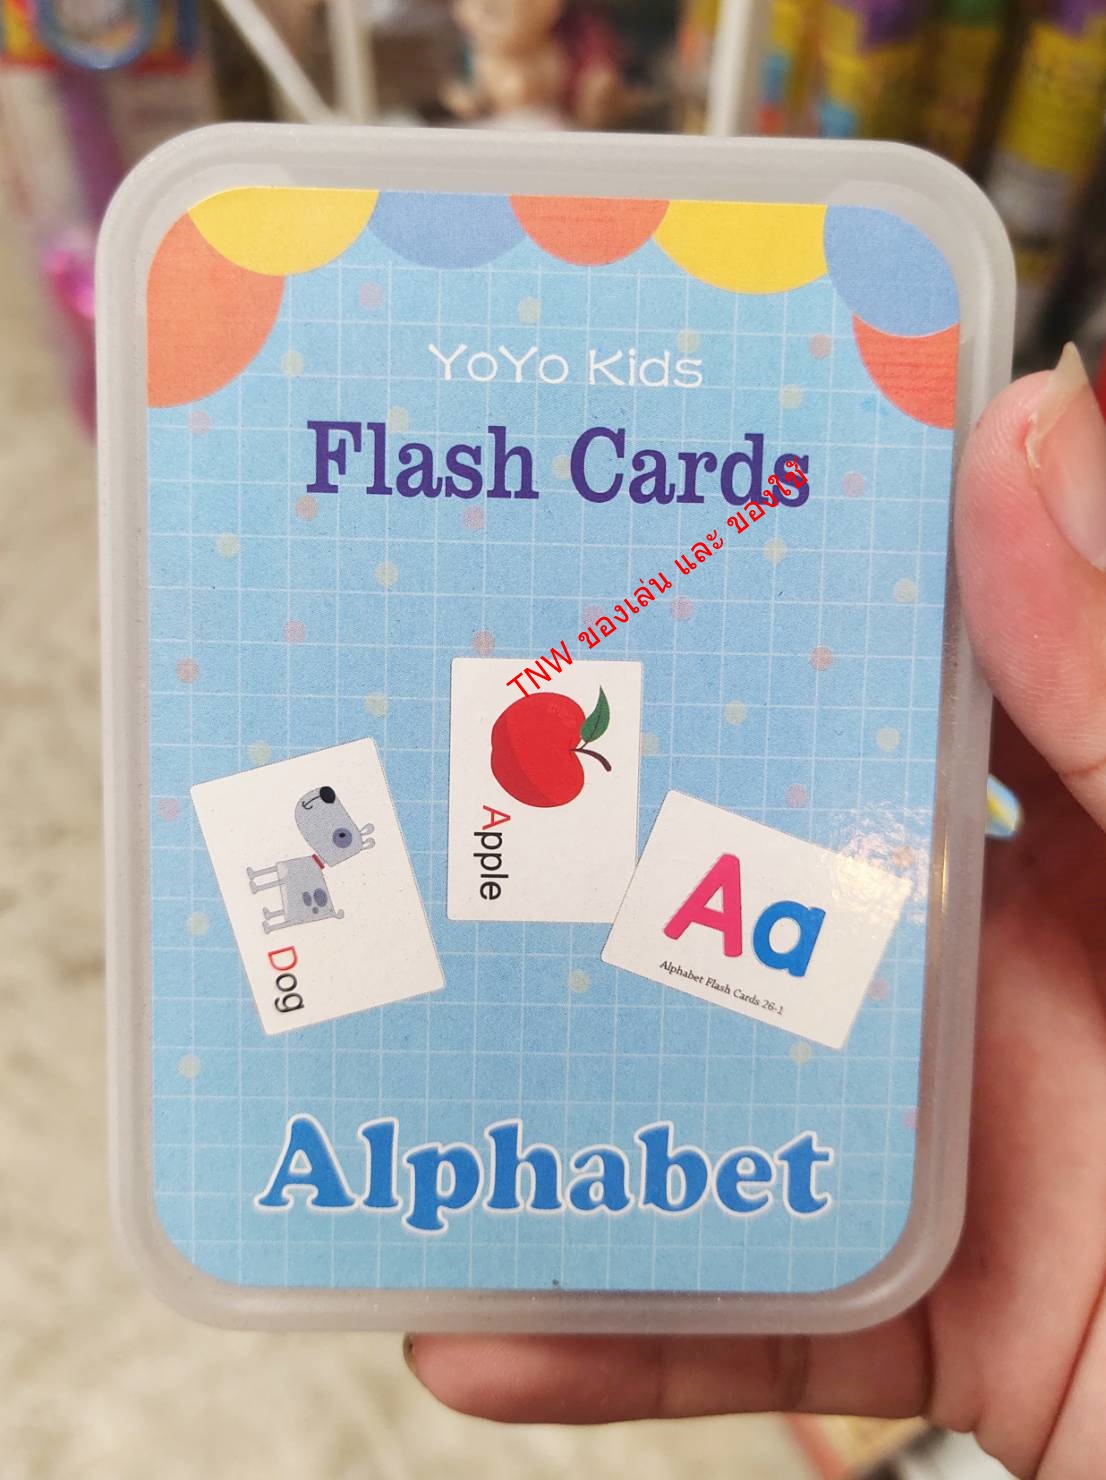 YoYo Kids
Flash Cards
TNW ของเล่น และ ของใช้
Apple
Dog
Aa
Alphabet Flash Cards 26-1
Alphabet